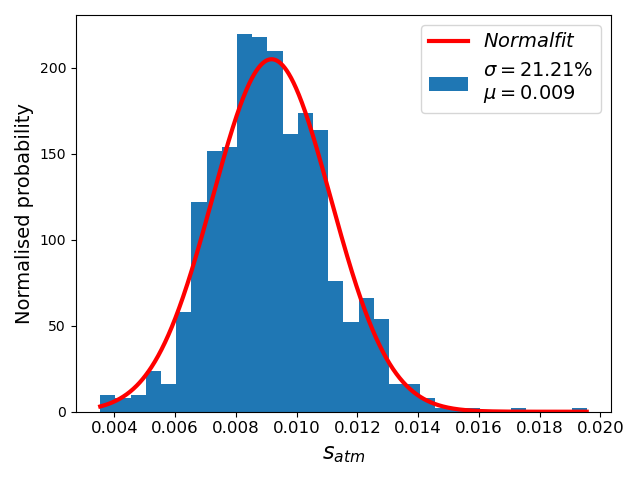 Normalfit
σ = 21.21%
μ = 0.009
Normalised probability
200
150
100
50
0
0.004 0.006 0.008 0.010 0.012 0.014 0.016 0.018 0.020
s_atm